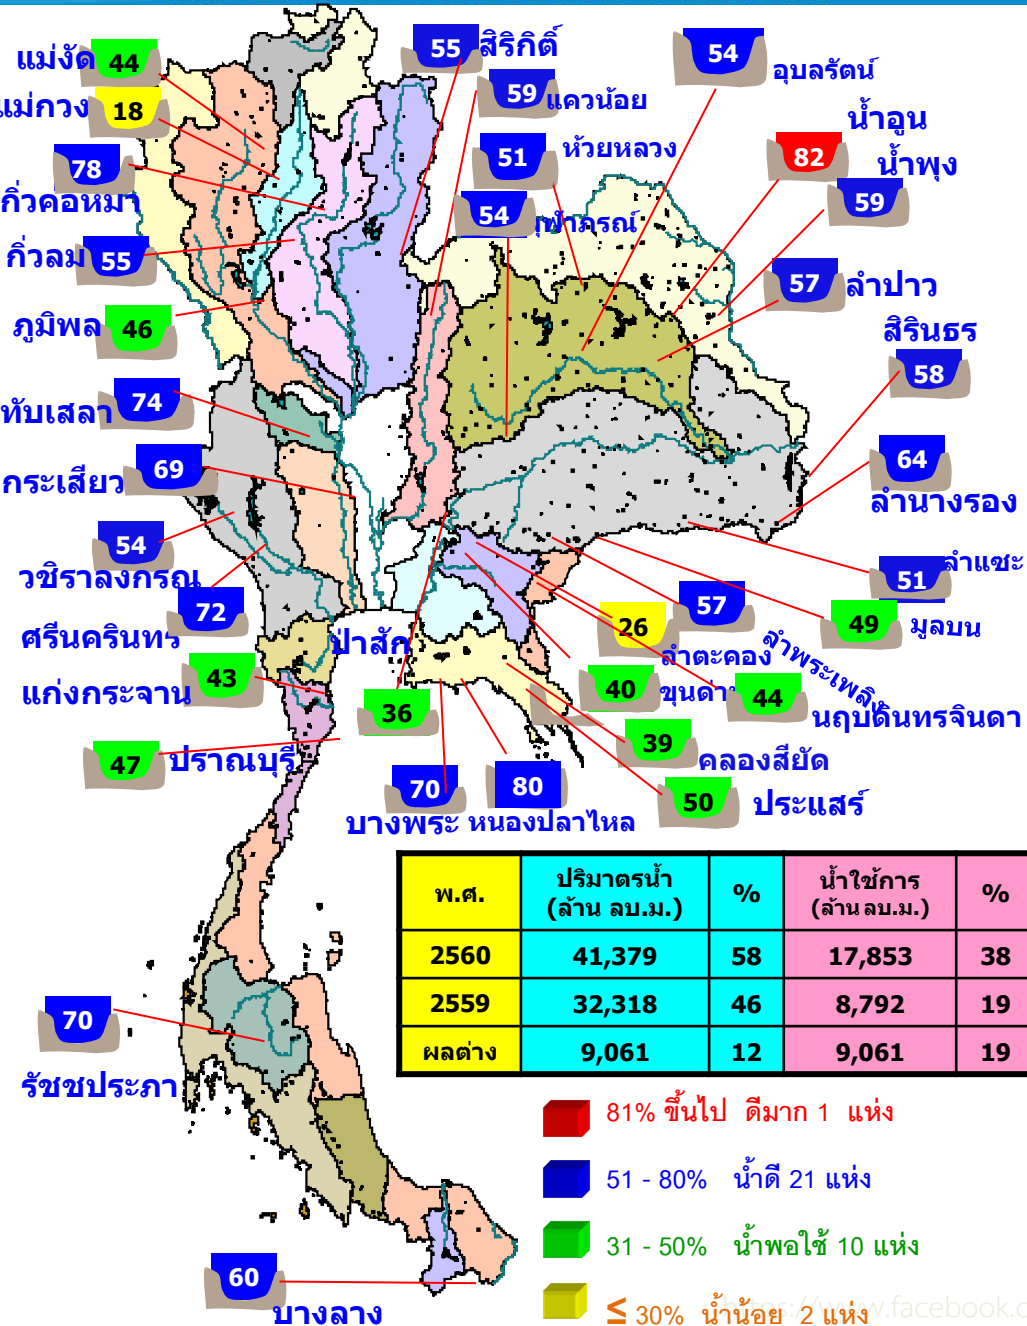 แม่งัด 44
แม่กวง 18
78
กิ่วคอหมา
กิ่วลม 55
ภูมิพล 46
ทับเสลา 74
กระเสียว 69
54
วชิราลงกรณ
72
ศรีนครินทร์
แก่งกระจาน 43
47 ปราณบุรี
55 สิริกิติ์
59 แควน้อย
51 ห้วยหลวง
54 จุฬาภรณ์
54 อุบลรัตน์
น้ำอูน
82
น้ำพุง
59
57 ลำปาว
สิรินธร
58
64
ลำนางรอง
51 ลำแชะ
49 มูลบน
57
ลำพระเพลิง
26
ลำตะคอง
40 ขุนด่าน
44
นฤบดินทรจินดา
39 คลองสียัด
50 ประแสร์
ป่าสัก
36
70
บางพระ
80
หนองปลาไหล
พ.ศ. ปริมาตรน้ำ (ล้าน ลบ.ม.) % น้ำใช้การ (ล้าน ลบ.ม.) %
2560 41,379 58 17,853 38
2559 32,318 46 8,792 19
ผลต่าง 9,061 12 9,061 19
70
รัชชประภา
60
บางลาง
81% ขึ้นไป ดีมาก 1 แห่ง
51 - 80% น้ำดี 21 แห่ง
31 - 50% น้ำพอใช้ 10 แห่ง
≤ 30% น้ำน้อย 2 แห่ง
https://www.facebook.c